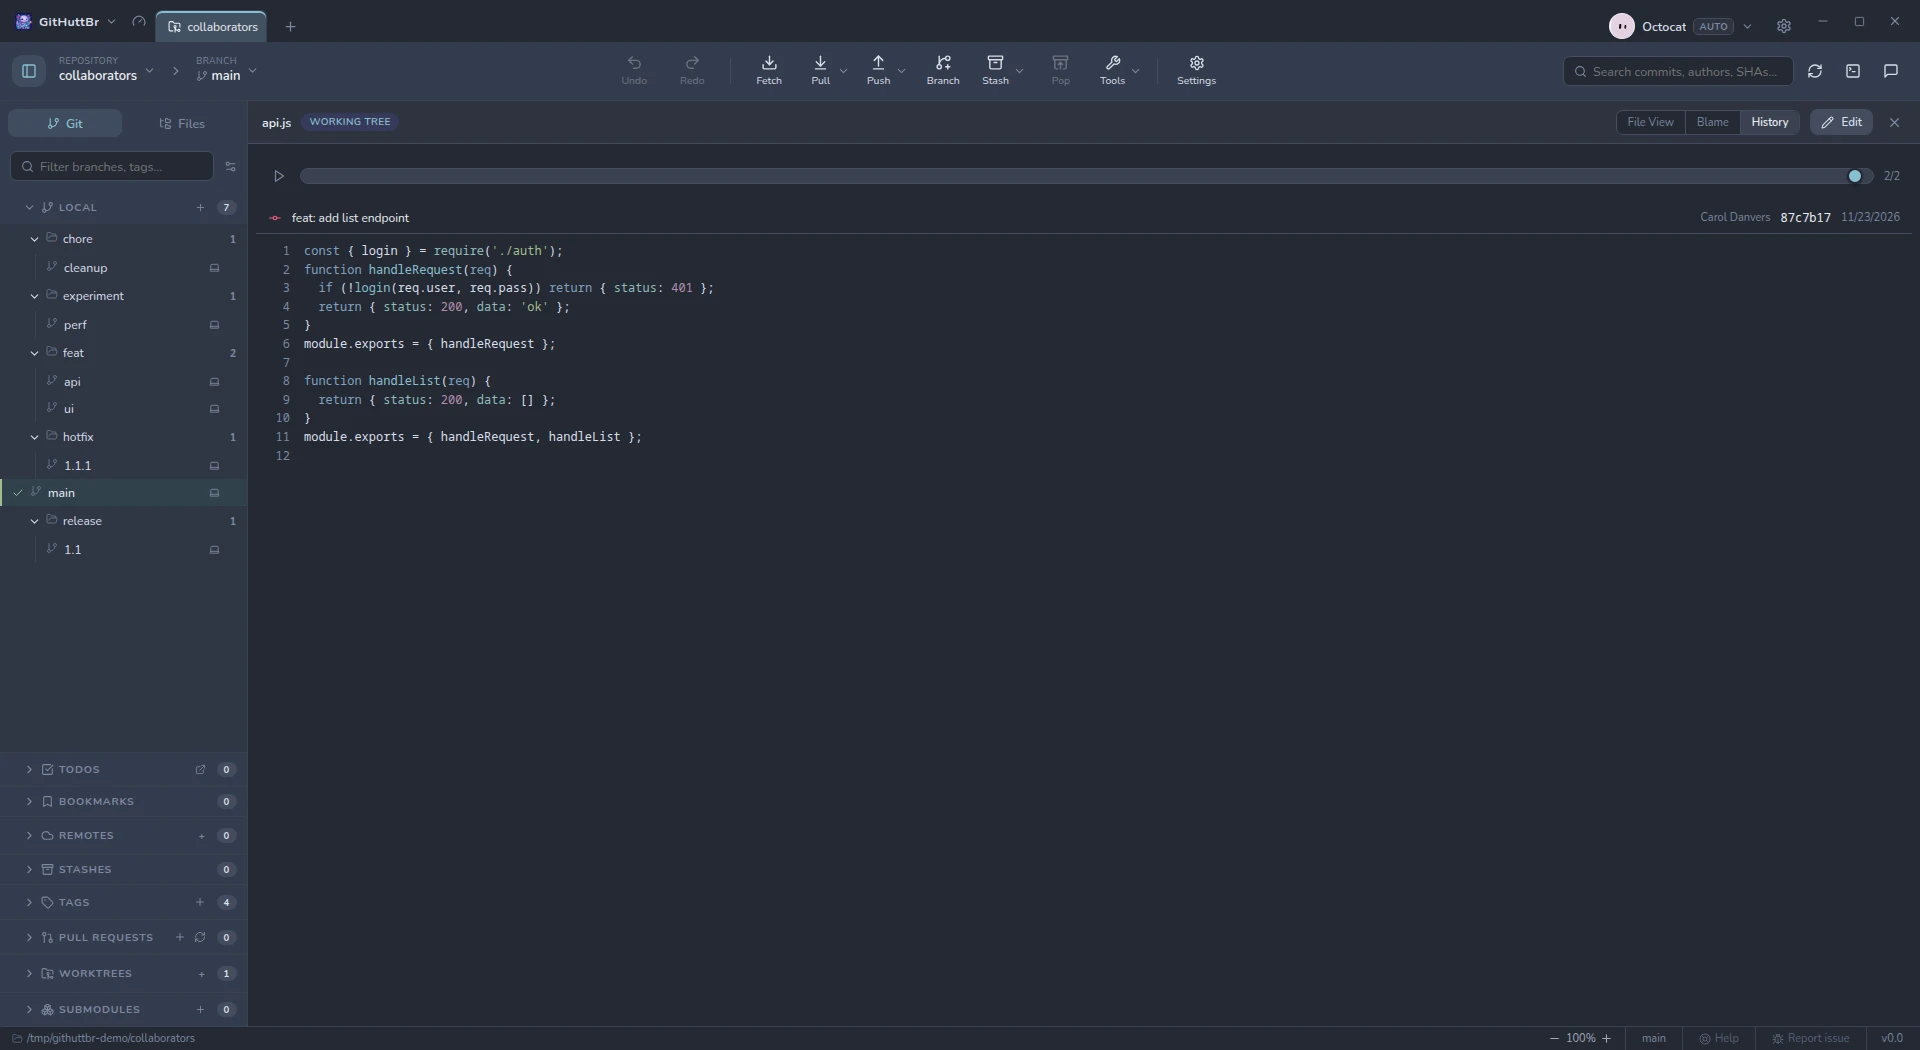 GitHuttBr
collaborators
Octocat AUTO
REPOSITORY
collaborators
BRANCH
main
Undo
Redo
Fetch
Pull
Push
Branch
Stash
Pop
Tools
Settings
Search commits, authors, SHAs...
Git
Files
Filter branches, tags...
LOCAL 7
chore 1
cleanup
experiment 1
perf
feat 2
api
ui
hotfix 1
1.1.1
main
release 1
1.1
TODOS 0
BOOKMARKS 0
REMOTES 0
STASHES 0
TAGS 4
PULL REQUESTS 0
WORKTREES 1
SUBMODULES 0
api.js WORKING TREE
File View Blame History Edit
2/2
feat: add list endpoint
Carol Danvers 87c7b17 11/23/2026
1 const { login } = require('./auth');
2 function handleRequest(req) {
3 if (!login(req.user, req.pass)) return { status: 401 };
4 return { status: 200, data: 'ok' };
5 }
6 module.exports = { handleRequest };
7
8 function handleList(req) {
9 return { status: 200, data: [] };
10 }
11 module.exports = { handleRequest, handleList };
12
/tmp/githuttbr-demo/collaborators
100%
main
Help
Report issue
v0.0